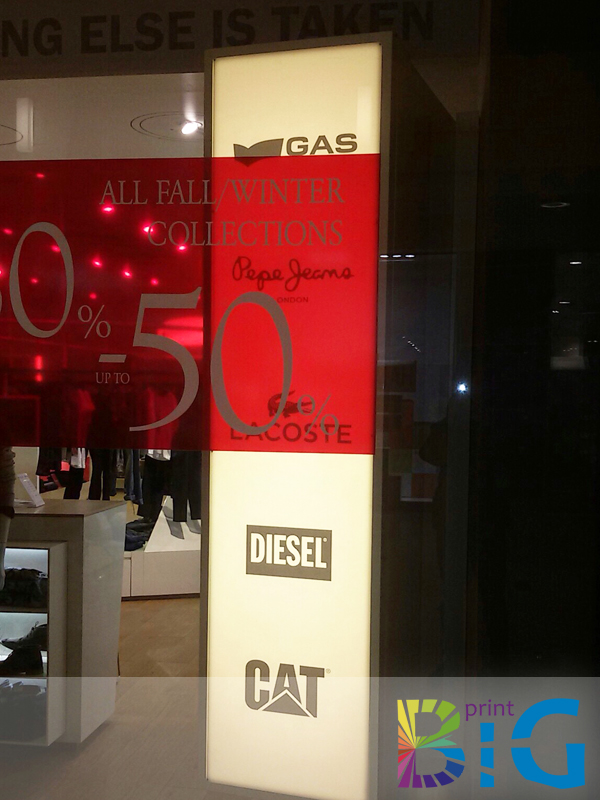 NG ELSE IS TAKEN
GAS
ALL FALL/WINTER
COLLECTIONS
Pepe Jeans
LONDON
0%
UP TO
-50%
LACOSTE
DIESEL
CAT
print
BIG